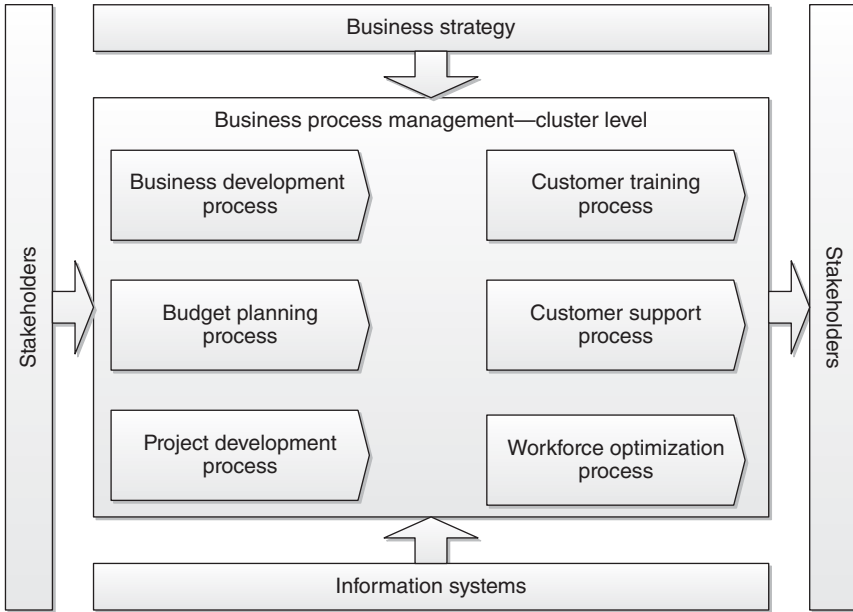 Business strategy
Stakeholders
Business process management—cluster level
Business development
process
Customer training
process
Budget planning
process
Customer support
process
Project development
process
Workforce optimization
process
Stakeholders
Information systems